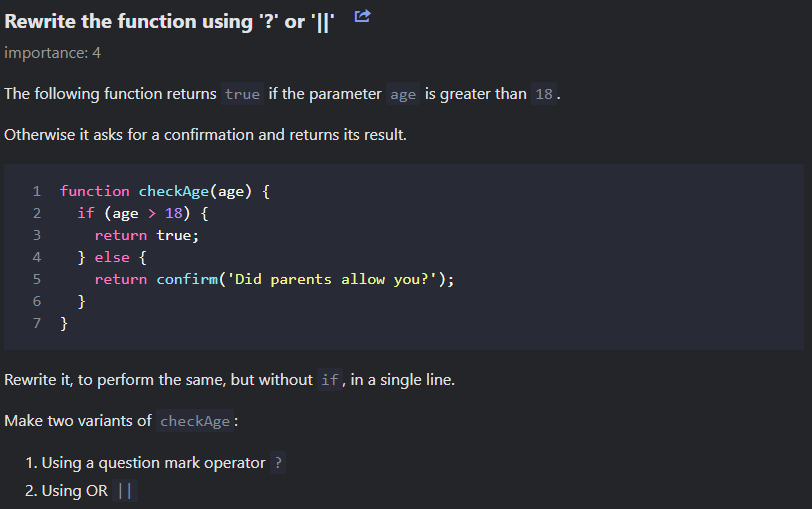 Rewrite the function using '?' or '||'
importance: 4
The following function returns true if the parameter age is greater than 18.
Otherwise it asks for a confirmation and returns its result.
1 function checkAge(age) {
2   if (age > 18) {
3     return true;
4   } else {
5     return confirm('Did parents allow you?');
6   }
7 }
Rewrite it, to perform the same, but without if, in a single line.
Make two variants of checkAge:
1. Using a question mark operator ?
2. Using OR ||